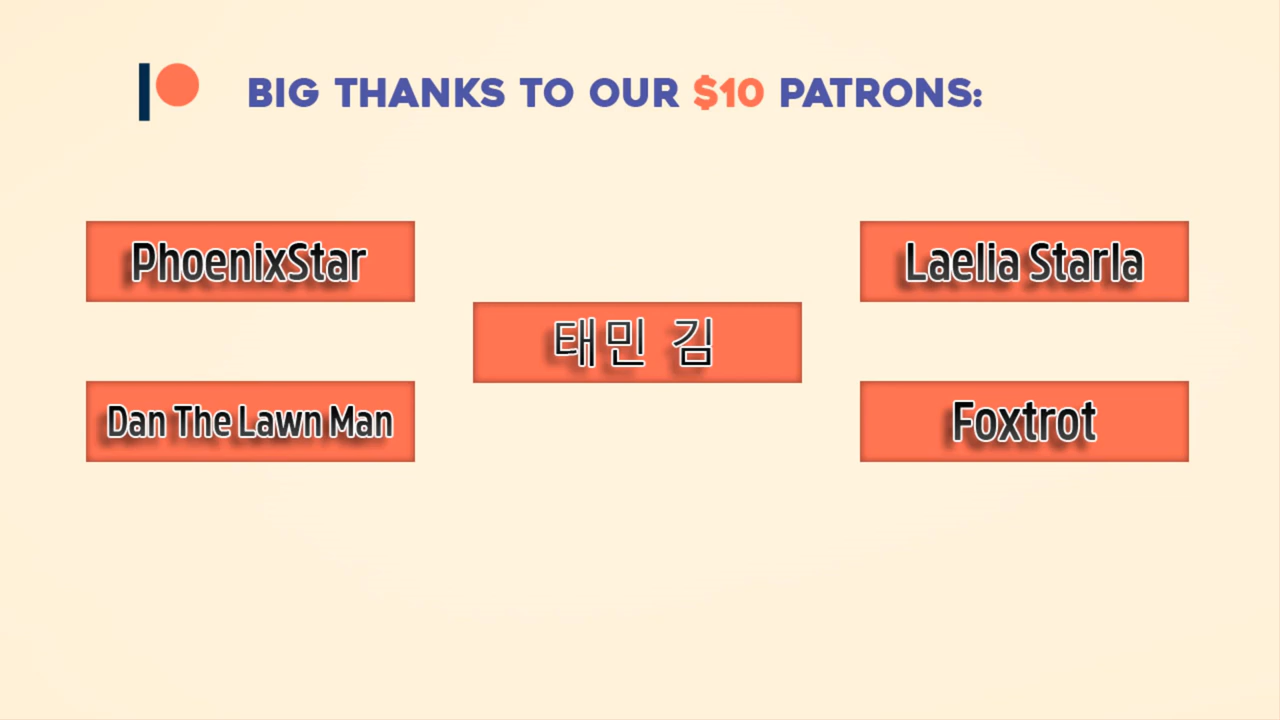 BIG THANKS TO OUR $10 PATRONS:
PhoenixStar
Laelia Starla
태민 김
Dan The Lawn Man
Foxtrot